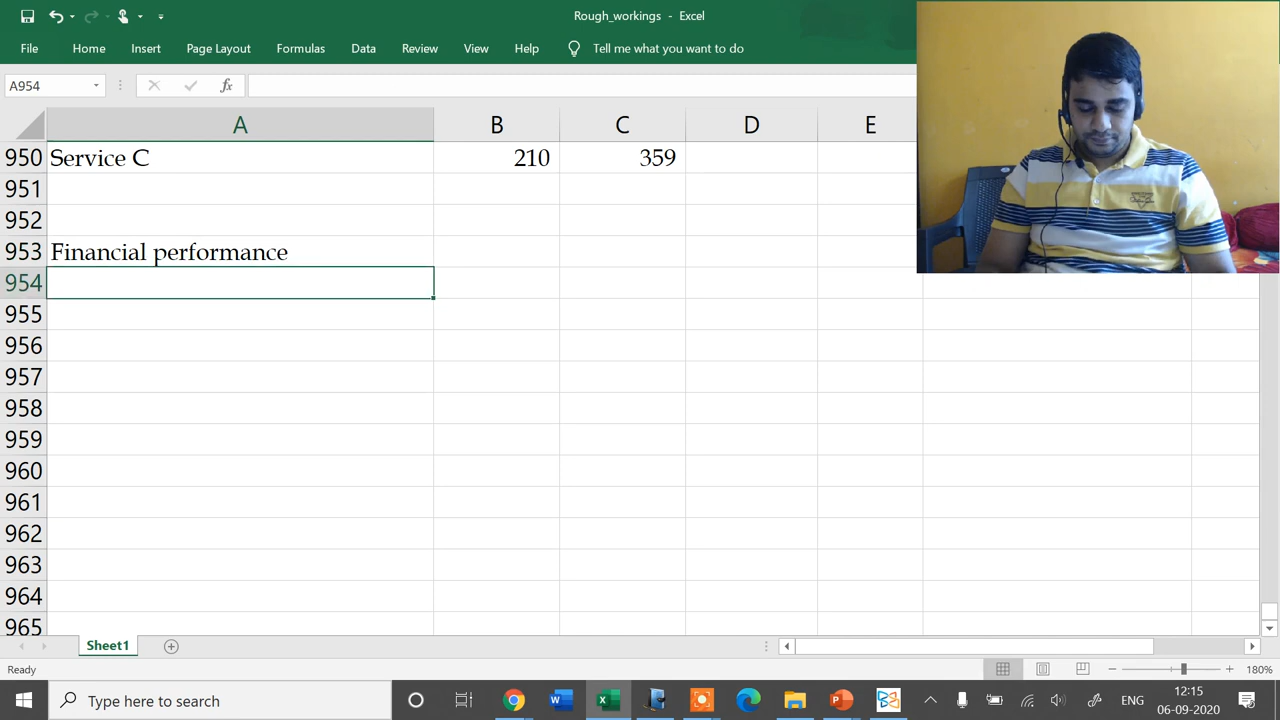 Rough_workings - Excel
File Home Insert Page Layout Formulas Data Review View Help Tell me what you want to do
A954 fx
A B C D E
950 Service C 210 359
951
952
953 Financial performance
954
955
956
957
958
959
960
961
962
963
964
965
Sheet1
Ready 180%
Type here to search ENG 12:15
06-09-2020